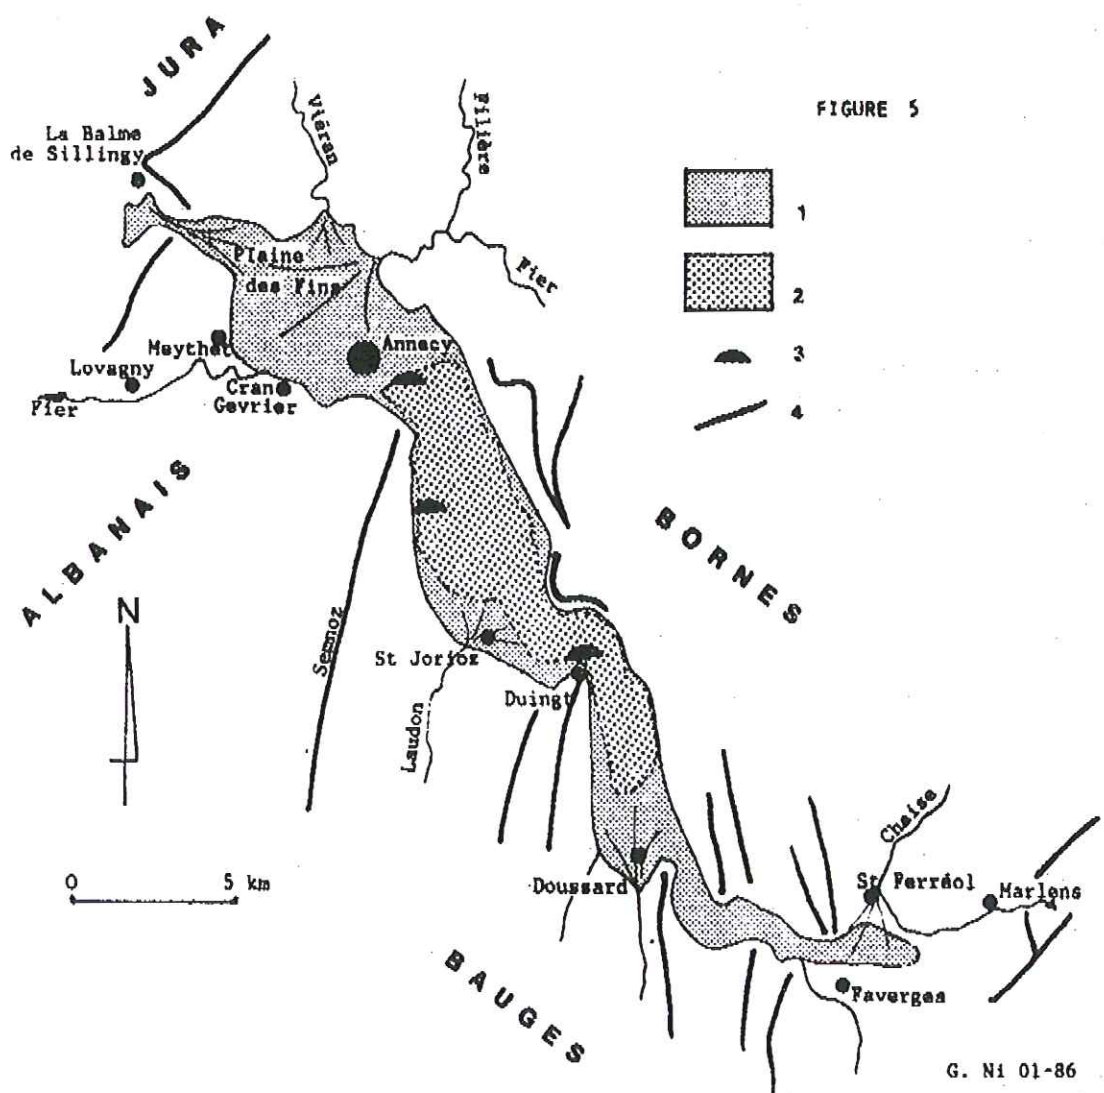 JURA
FIGURE 5
La Balme
de Sillingy
Viéran
Filière
1
Plaine
des Fins
Fier
2
Meythet
Annecy
3
Lovagny
Cran
Gevrier
Fier
4
ALBANAIS
BORNES
N
Semnoz
St Jorioz
Duingt
Laudon
Chaise
0 5 km
Doussard
St Ferréol
Marlens
BAUGES
Faverges
G. Ni 01-86